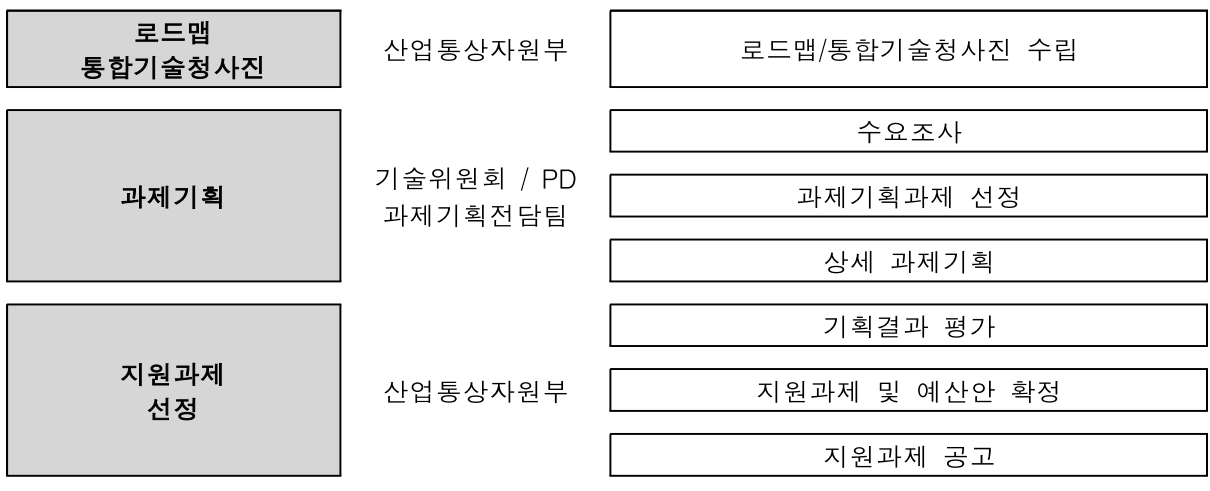 로드맵
통합기술청사진
산업통상자원부
로드맵/통합기술청사진 수립
과제기획
기술위원회 / PD
과제기획전담팀
수요조사
과제기획과제 선정
상세 과제기획
지원과제
선정
산업통상자원부
기획결과 평가
지원과제 및 예산안 확정
지원과제 공고